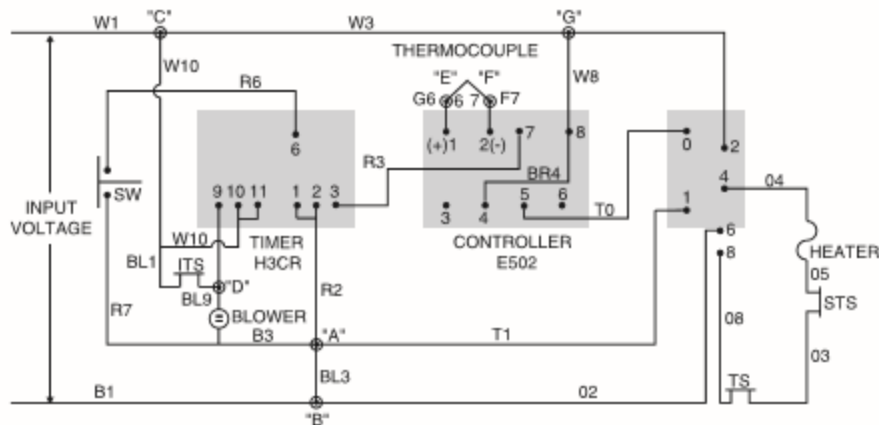 W1
"C"
W3
"G"
THERMOCOUPLE
W10
R6
"E" "F"
W8
G6 6 7 F7
6
(+)1 2(-) 7 8
0
2
R3
BR4
4
04
SW
9 10 11 1 2 3
3 4 5 6
T0
1
6
INPUT
VOLTAGE
W10
TIMER
H3CR
CONTROLLER
E502
8
HEATER
BL1
ITS
"D"
R2
05
BL9
STS
R7
BLOWER
08
B3
"A"
T1
03
BL3
TS
B1
02
"B"